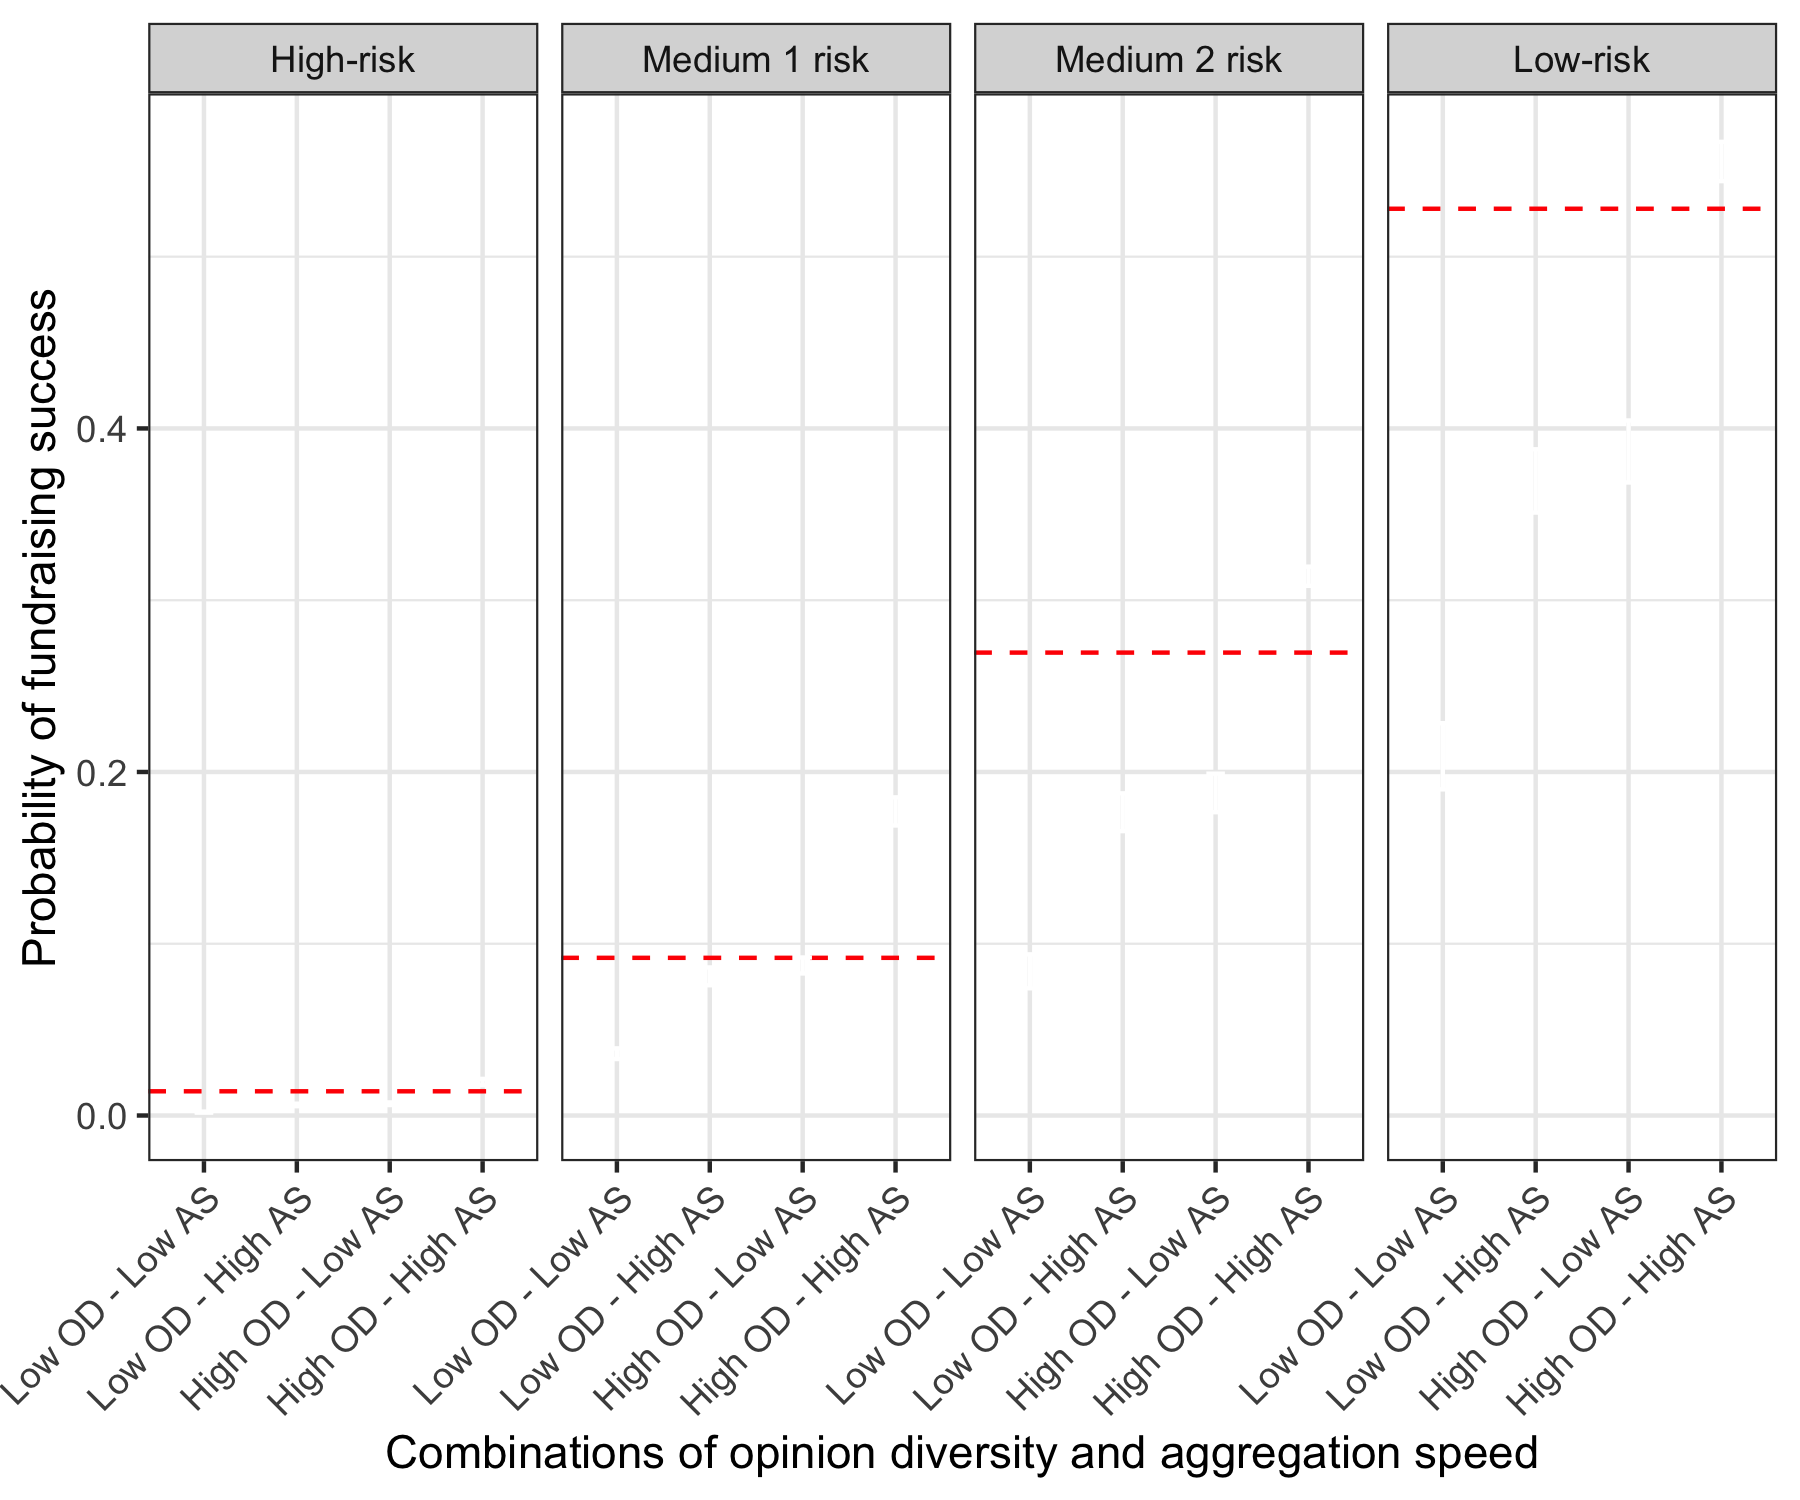 High-risk
Medium 1 risk
Medium 2 risk
Low-risk
Probability of fundraising success
0.4
0.2
0.0
Low OD - Low AS
Low OD - High AS
High OD - Low AS
High OD - High AS
Low OD - Low AS
Low OD - High AS
High OD - Low AS
High OD - High AS
Low OD - Low AS
Low OD - High AS
High OD - Low AS
High OD - High AS
Low OD - Low AS
Low OD - High AS
High OD - Low AS
High OD - High AS
Combinations of opinion diversity and aggregation speed